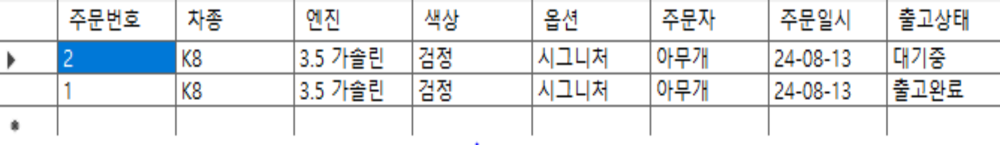 주문번호 차종 엔진 색상 옵션 주문자 주문일시 출고상태
2 K8 3.5 가솔린 검정 시그니처 아무개 24-08-13 대기중
1 K8 3.5 가솔린 검정 시그니처 아무개 24-08-13 출고완료